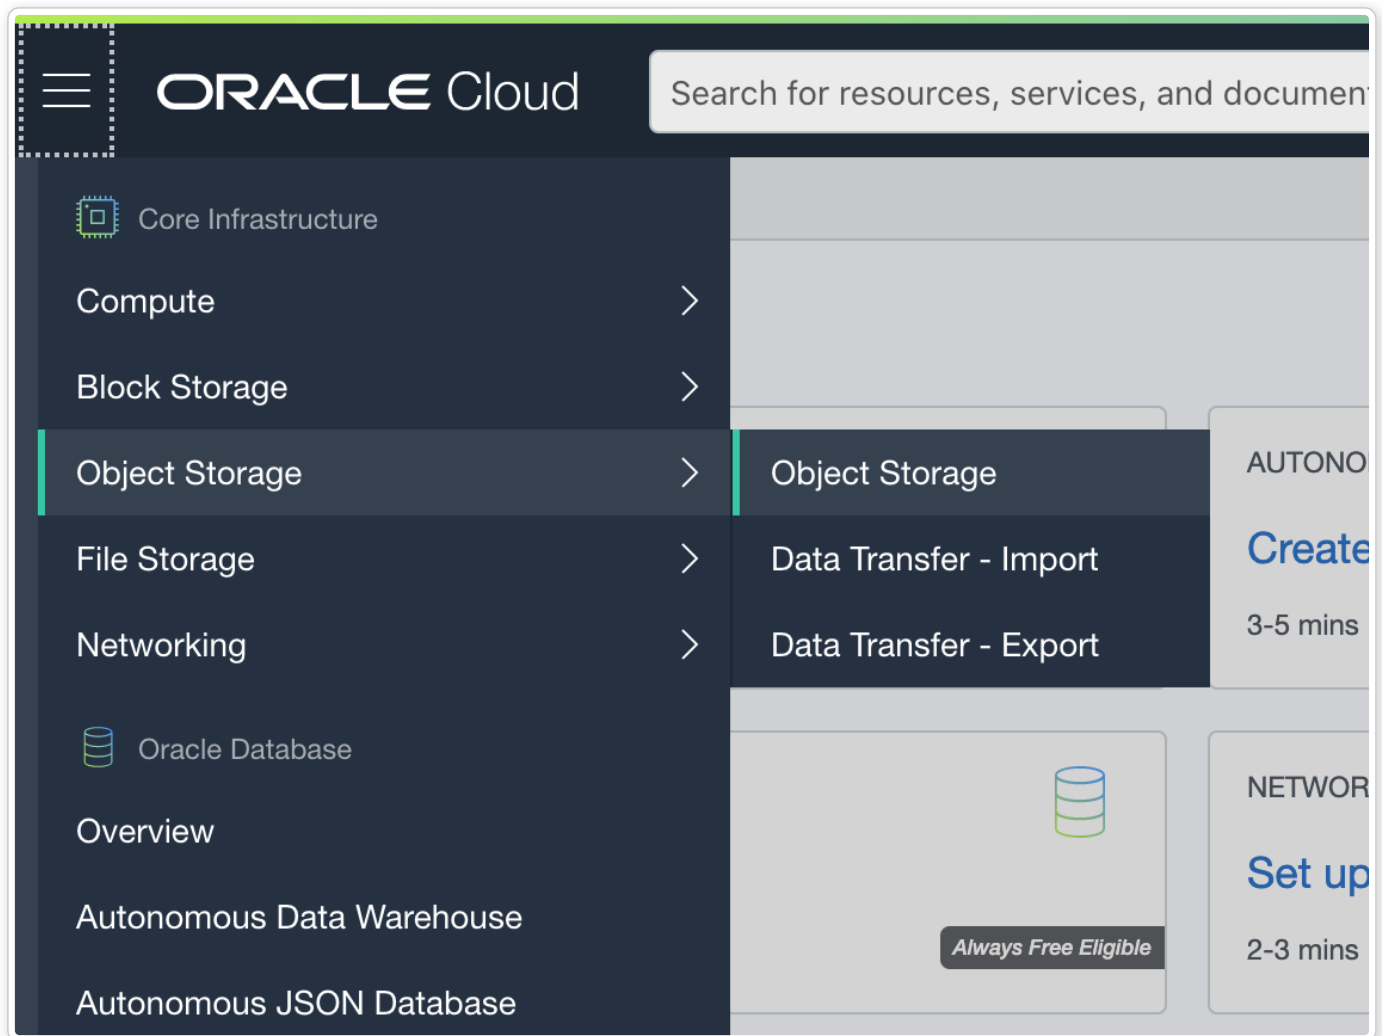 ORACLE Cloud
Search for resources, services, and documen
Core Infrastructure
Compute
Block Storage
Object Storage
File Storage
Networking
Oracle Database
Overview
Autonomous Data Warehouse
Autonomous JSON Database
Object Storage
Data Transfer - Import
Data Transfer - Export
Always Free Eligible
AUTONO
Create
3-5 mins
NETWOR
Set up
2-3 mins